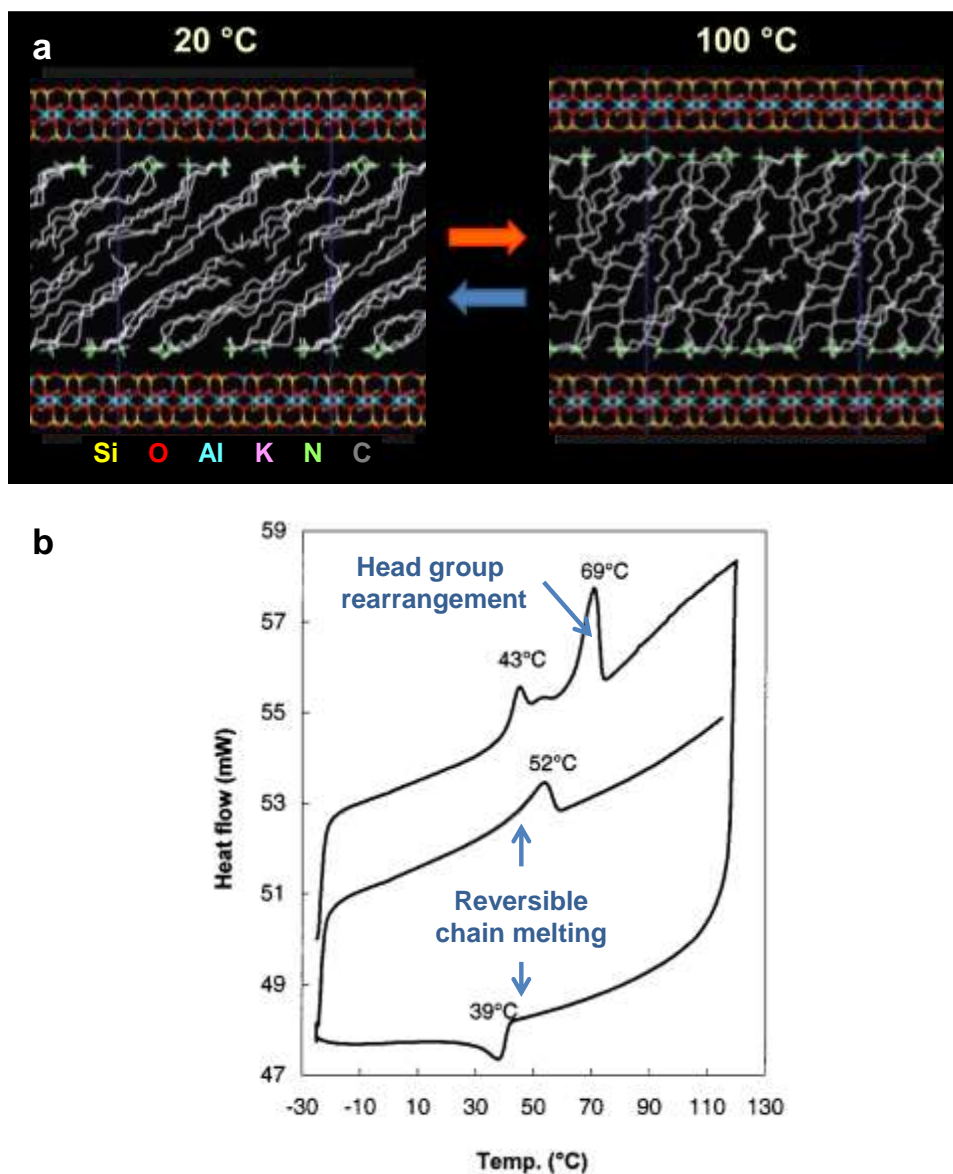 a
20 °C
100 °C
Si O Al K N C
b
59
57
55
53
51
49
47
Heat flow (mW)
Head group
rearrangement
69°C
43°C
52°C
Reversible
chain melting
39°C
-30 -10 10 30 50 70 90 110 130
Temp. (°C)